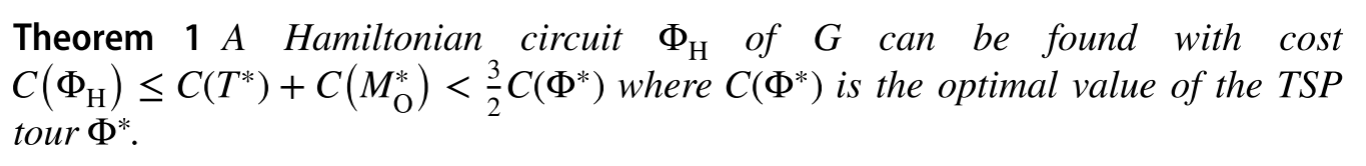 Theorem 1 A Hamiltonian circuit Φ_H of G can be found with cost
C(Φ_H) ≤ C(T*) + C(M*_O) < 3/2 C(Φ*) where C(Φ*) is the optimal value of the TSP
tour Φ*.